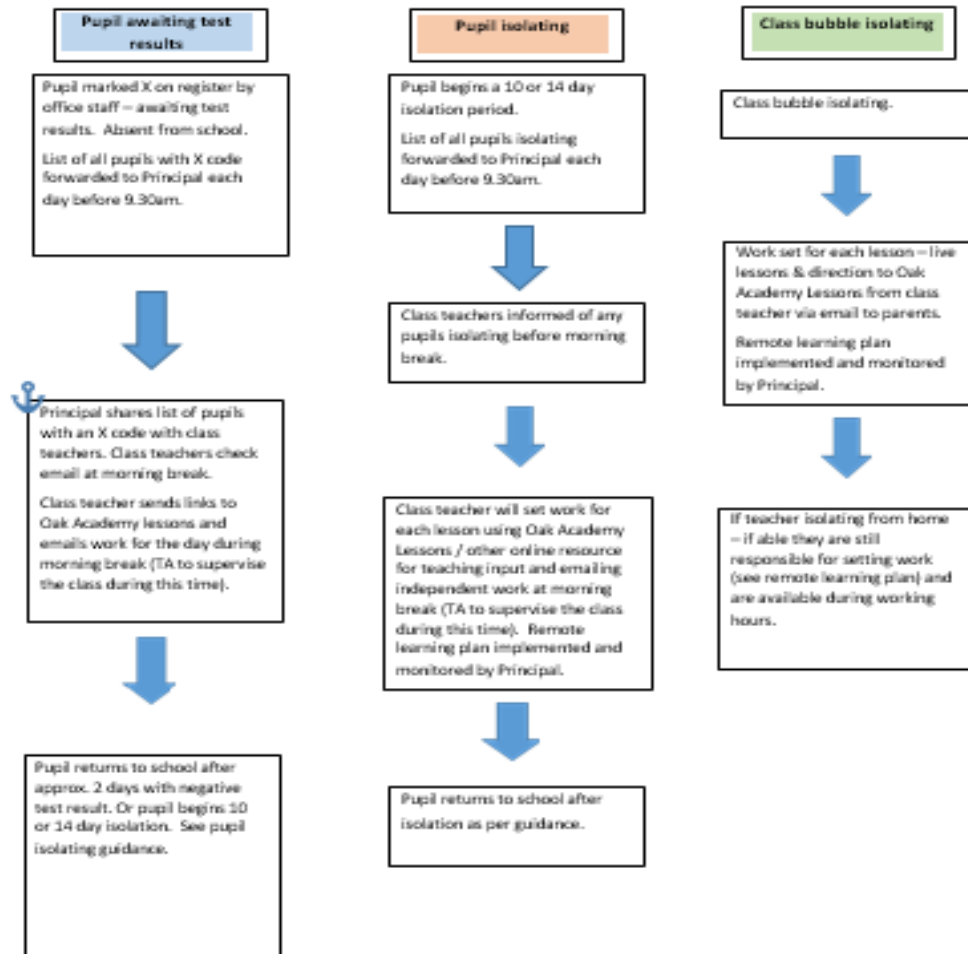 Pupil awaiting test
results
Pupil marked X on register by
office staff – awaiting test
results.  Absent from school.
List of all pupils with X code
forwarded to Principal each
day before 9.30am.
Principal shares list of pupils
with an X code with class
teachers. Class teachers check
email at morning break.
Class teacher sends links to
Oak Academy lessons and
emails work for the day during
morning break (TA to supervise
the class during this time).
Pupil returns to school after
approx. 2 days with negative
test result. Or pupil begins 10
or 14 day isolation.  See pupil
isolating guidance.
Pupil isolating
Pupil begins a 10 or 14 day
isolation period.
List of all pupils isolating
forwarded to Principal each
day before 9.30am.
Class teachers informed of any
pupils isolating before morning
break.
Class teacher will set work for
each lesson using Oak Academy
Lessons / other online resource
for teaching input and emailing
independent work at morning
break (TA to supervise the class
during this time).  Remote
learning plan implemented and
monitored by Principal.
Pupil returns to school after
isolation as per guidance.
Class bubble isolating
Class bubble isolating.
Work set for each lesson – live
lessons & direction to Oak
Academy Lessons from class
teacher via email to parents.
Remote learning plan
implemented and monitored
by Principal.
If teacher isolating from home
– if able they are still
responsible for setting work
(see remote learning plan) and
are available during working
hours.